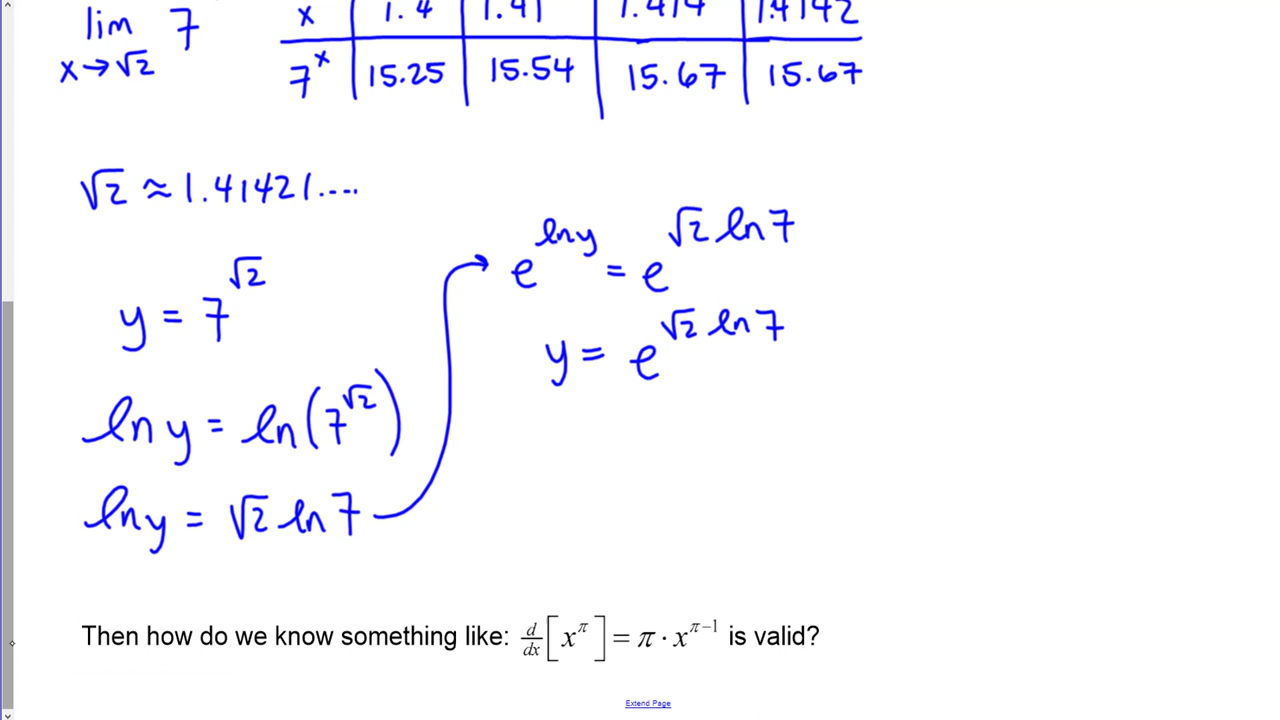 lim 7 x 1.4 1.41 1.414 1.4142
x→√2 7^x 15.25 15.54 15.67 15.67
√2 ≈ 1.41421....
y = 7^√2
ln y = ln(7^√2)
ln y = √2 ln 7
e^(ln y) = e^(√2 ln 7)
y = e^(√2 ln 7)
Then how do we know something like: d/dx [x^π] = π · x^(π−1) is valid?
Extend Page